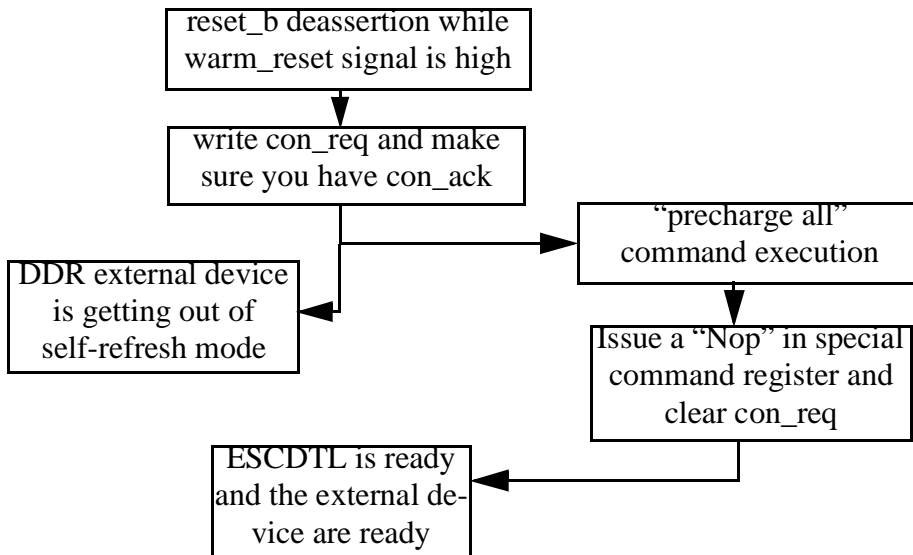 reset_b deassertion while
warm_reset signal is high
write con_req and make
sure you have con_ack
“precharge all”
command execution
DDR external device
is getting out of
self-refresh mode
Issue a “Nop” in special
command register and
clear con_req
ESCDTL is ready
and the external de-
vice are ready